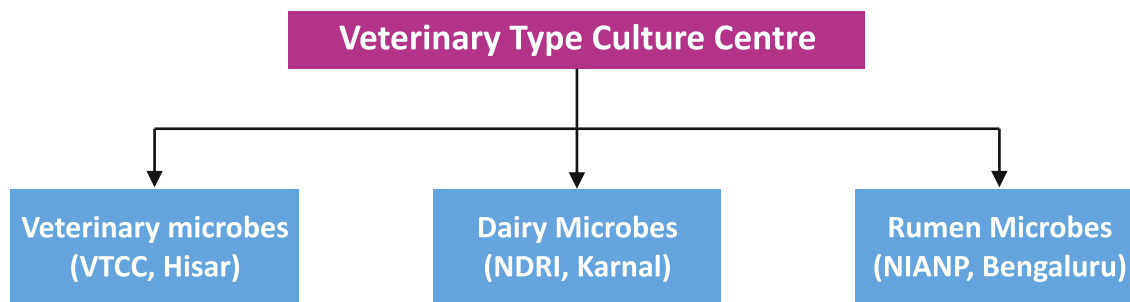 Veterinary Type Culture Centre
Veterinary microbes
(VTCC, Hisar)
Dairy Microbes
(NDRI, Karnal)
Rumen Microbes
(NIANP, Bengaluru)